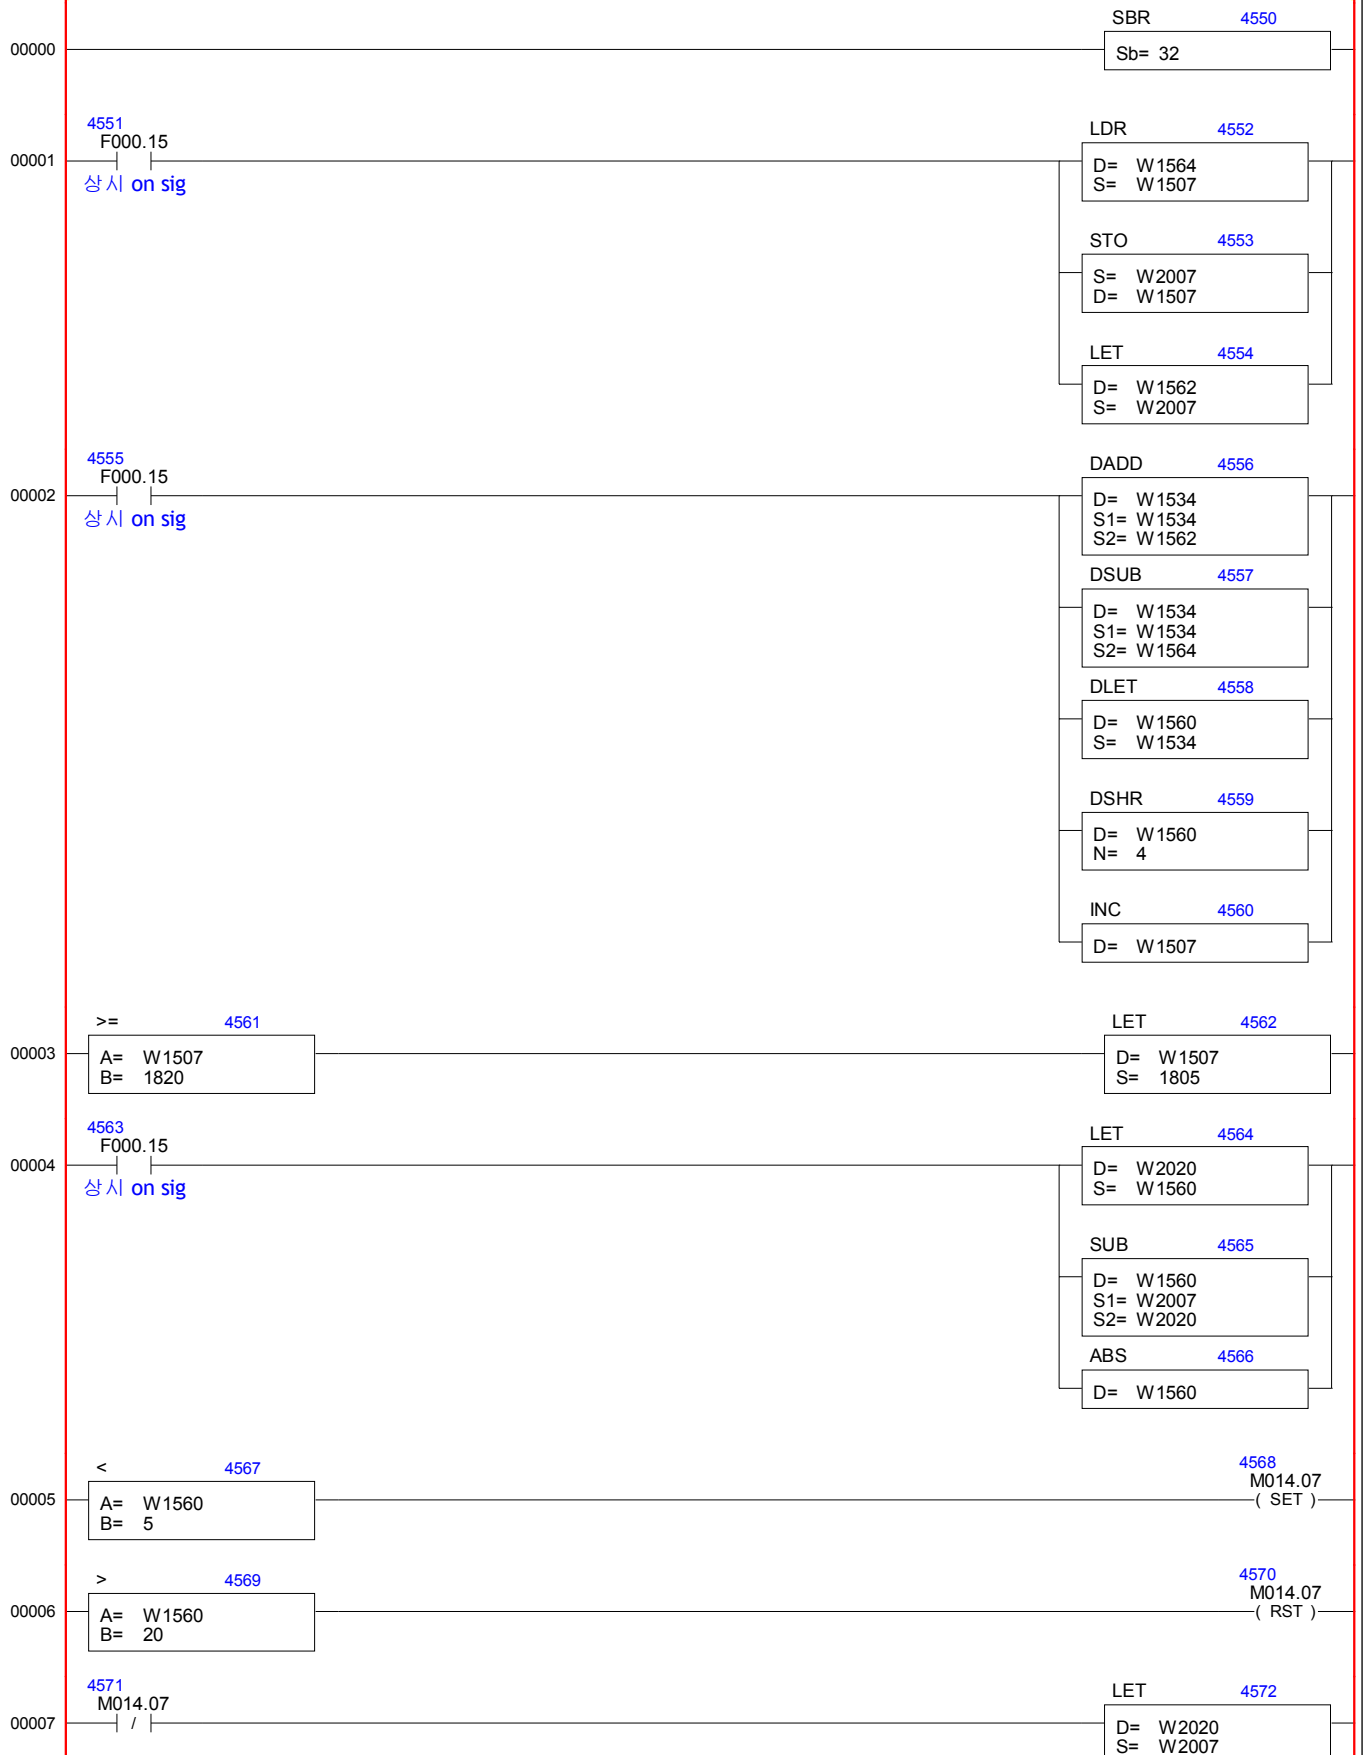 SBR 4550
00000
Sb= 32
4551
F000.15
LDR 4552
00001
상시 on sig
D= W1564
S= W1507
STO 4553
S= W2007
D= W1507
LET 4554
D= W1562
S= W2007
4555
F000.15
DADD 4556
00002
상시 on sig
D= W1534
S1= W1534
S2= W1562
DSUB 4557
D= W1534
S1= W1534
S2= W1564
DLET 4558
D= W1560
S= W1534
DSHR 4559
D= W1560
N= 4
INC 4560
D= W1507
>= 4561
LET 4562
00003
A= W1507
B= 1820
D= W1507
S= 1805
4563
F000.15
LET 4564
00004
상시 on sig
D= W2020
S= W1560
SUB 4565
D= W1560
S1= W2007
S2= W2020
ABS 4566
D= W1560
< 4567
4568
M014.07
00005
A= W1560
B= 5
( SET )
> 4569
4570
M014.07
00006
A= W1560
B= 20
( RST )
4571
M014.07
LET 4572
00007
/
D= W2020
S= W2007